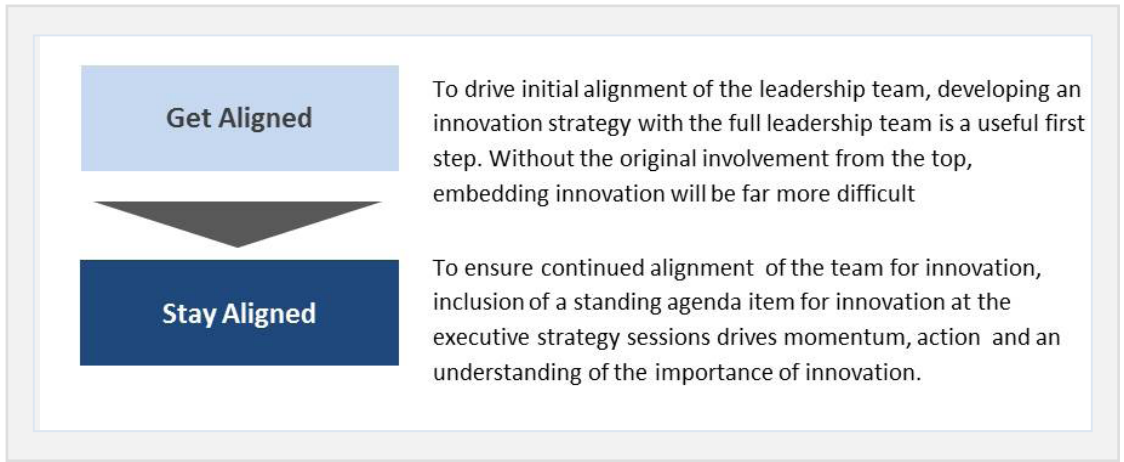 Get Aligned
To drive initial alignment of the leadership team, developing an
innovation strategy with the full leadership team is a useful first
step. Without the original involvement from the top,
embedding innovation will be far more difficult
Stay Aligned
To ensure continued alignment of the team for innovation,
inclusion of a standing agenda item for innovation at the
executive strategy sessions drives momentum, action and an
understanding of the importance of innovation.